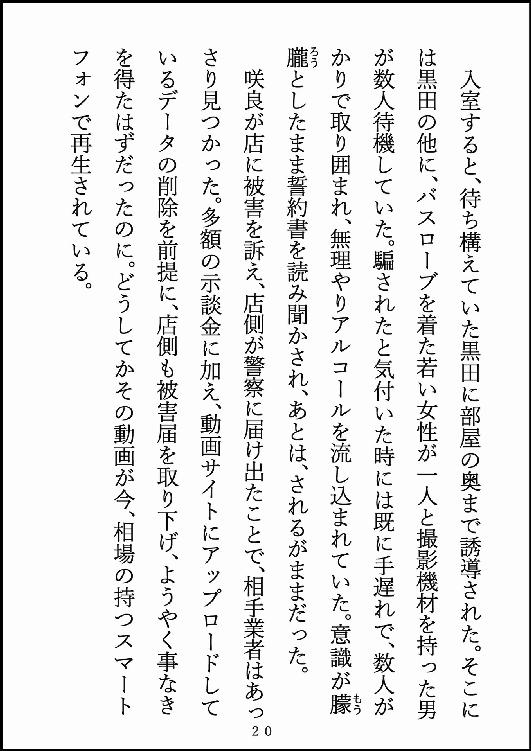 入室すると、待ち構えていた黒田に部屋の奥まで誘導された。そこに
は黒田の他に、バスローブを着た若い女性が一人と撮影機材を持った男
が数人待機していた。騙されたと気付いた時には既に手遅れで、数人が
かりで取り囲まれ、無理やりアルコールを流し込まれていた。意識が朦もう
朧ろうとしたまま誓約書を読み聞かされ、あとは、されるがままだった。
咲良が店に被害を訴え、店側が警察に届け出たことで、相手業者はあっ
さり見つかった。多額の示談金に加え、動画サイトにアップロードして
いるデータの削除を前提に、店側も被害届を取り下げ、ようやく事なき
を得たはずだったのに。どうしてかその動画が今、相場の持つスマート
フォンで再生されている。
20